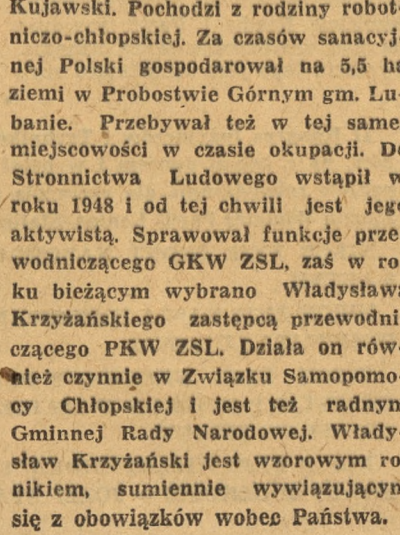 Kujawski. Pochodzi z rodziny robot-
niczo-chłopskiej. Za czasów sanacyj-
nej Polski gospodarował na 5,5 ha
ziemi w Probostwie Górnym gm. Lu-
banie. Przebywał też w tej same
miejscowości w czasie okupacji. D
Stronnictwa Ludowego wstąpił w
roku 1948 i od tej chwili jest jeg
aktywistą. Sprawował funkcje prze
wodniczącego GKW ZSL, zaś w ro-
ku bieżącym wybrano Władysława
Krzyżańskiego zastępcą przewodni
czącego PKW ZSL. Działa on rów-
nież czynnie w Związku Samopomo-
cy Chłopskiej i jest też radnym
Gminnej Rady Narodowej. Włady-
sław Krzyżański jest wzorowym ro
nikiem, sumiennie wywiązującym
się z obowiązków wobec Państwa.